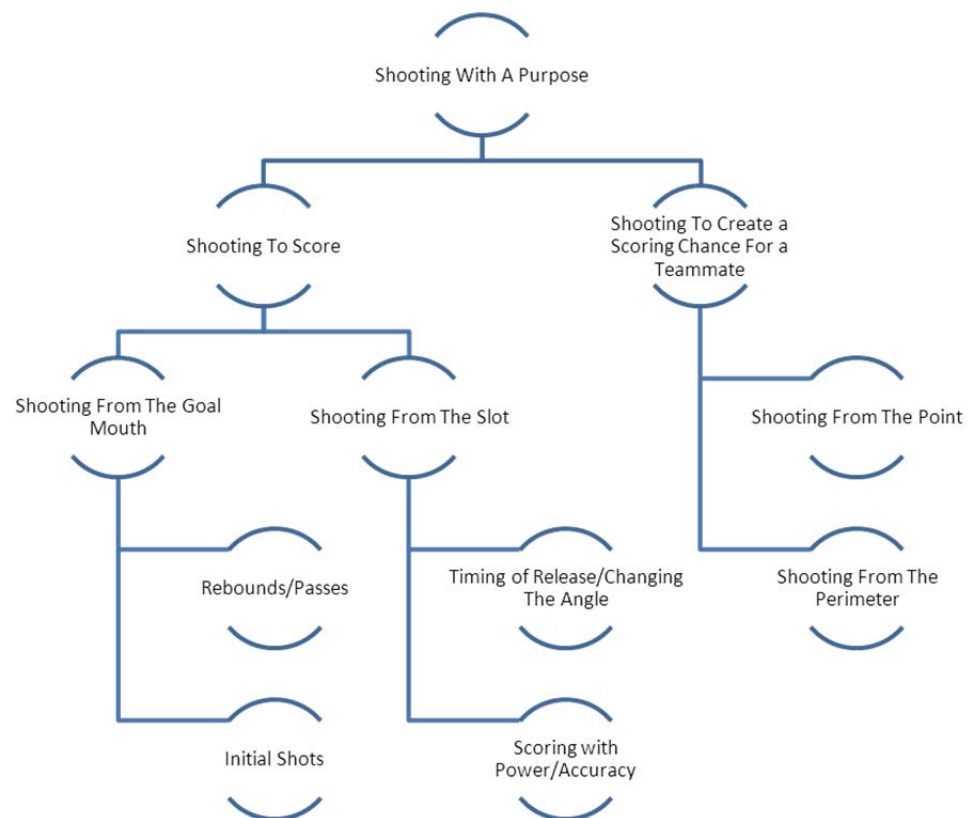 Shooting With A Purpose
Shooting To Score
Shooting To Create a
Scoring Chance For a
Teammate
Shooting From The Goal
Mouth
Shooting From The Slot
Shooting From The Point
Rebounds/Passes
Timing of Release/Changing
The Angle
Shooting From The
Perimeter
Initial Shots
Scoring with
Power/Accuracy